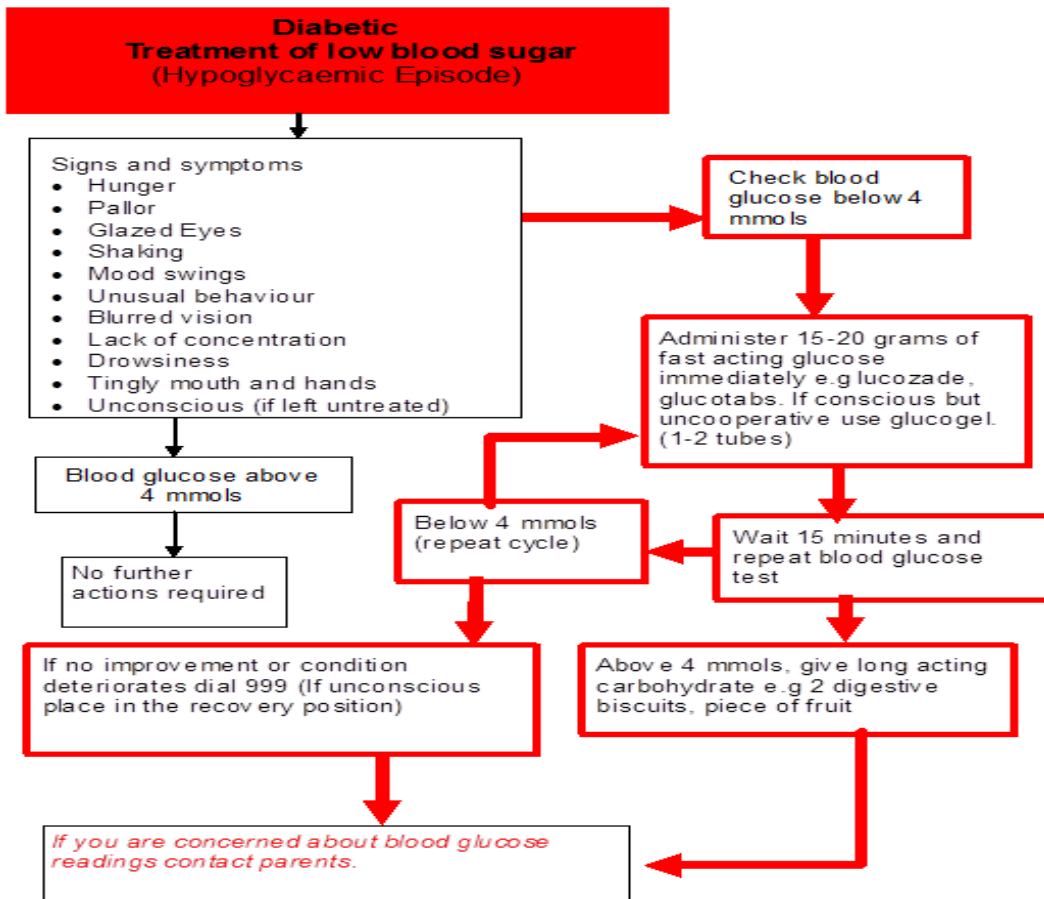 Diabetic
Treatment of low blood sugar
(Hypoglycaemic Episode)
Signs and symptoms
• Hunger
• Pallor
• Glazed Eyes
• Shaking
• Mood swings
• Unusual behaviour
• Blurred vision
• Lack of concentration
• Drowsiness
• Tingly mouth and hands
• Unconscious (if left untreated)
Check blood
glucose below 4
mmols
Administer 15-20 grams of
fast acting glucose
immediately e.g lucozade,
glucotabs. If conscious but
uncooperative use glucogel.
(1-2 tubes)
Blood glucose above
4 mmols
Below 4 mmols
(repeat cycle)
Wait 15 minutes and
repeat blood glucose
test
No further
actions required
If no improvement or condition
deteriorates dial 999 (If unconscious
place in the recovery position)
Above 4 mmols, give long acting
carbohydrate e.g 2 digestive
biscuits, piece of fruit
If you are concerned about blood glucose
readings contact parents.